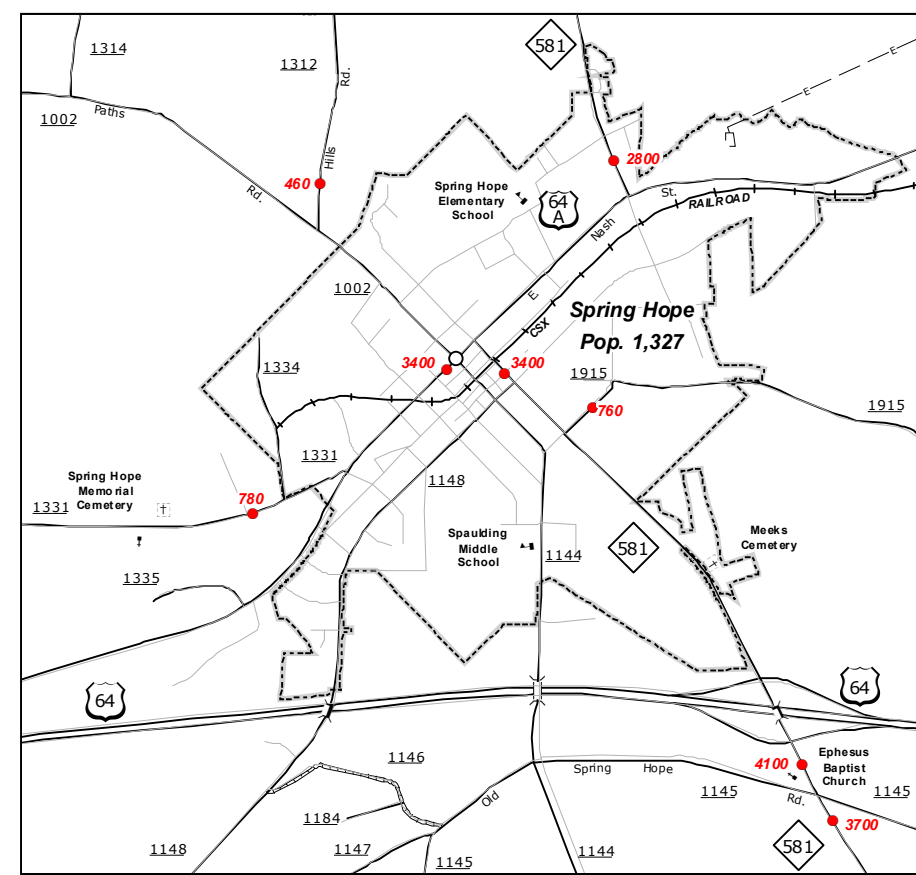 1314
581
1312
Rd.
E
1002
Paths
E
2800
Hills
460
Rd.
Spring Hope
Elementary
School
64
A
St.
RAILROAD
Nash
1002
E
Spring Hope
Pop. 1,327
CSX
3400
3400
1334
1915
760
1915
1331
Spring Hope
Memorial
Cemetery
1148
780
1331
Spaulding
Middle
School
581
Meeks
Cemetery
1144
1335
64
64
1146
4100
Ephesus
Baptist
Church
Spring Hope
Rd.
1145
1145
Old
1184
3700
1148
1147
1145
1144
581